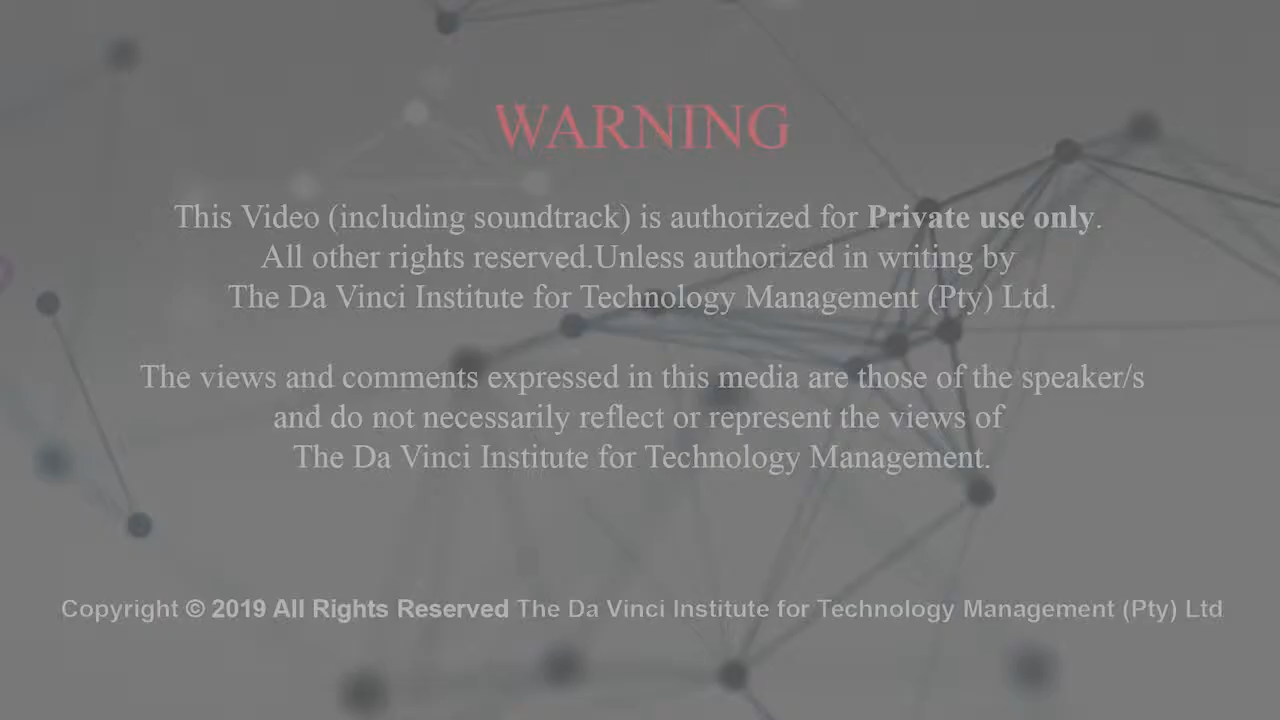 WARNING
This Video (including soundtrack) is authorized for Private use only.
All other rights reserved.Unless authorized in writing by
The Da Vinci Institute for Technology Management (Pty) Ltd.
The views and comments expressed in this media are those of the speaker/s
and do not necessarily reflect or represent the views of
The Da Vinci Institute for Technology Management.
Copyright © 2019 All Rights Reserved The Da Vinci Institute for Technology Management (Pty) Ltd